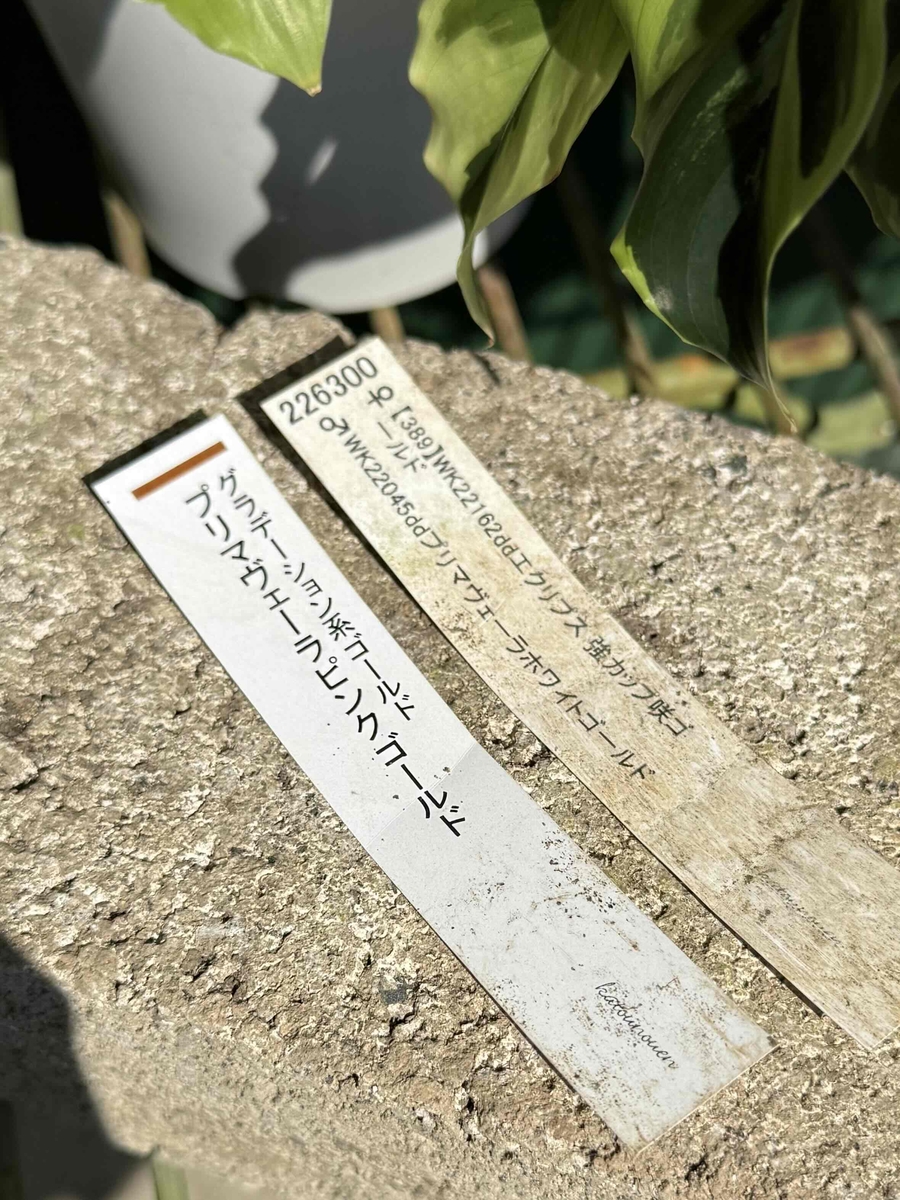 グラデーション系ゴールド
プリマヴェーラピンクゴールド
226300
♀【389】WK22162ddエクリプス 強カップ咲ゴ
ールド
♂WK22045ddプリマヴェーラホワイトゴールド